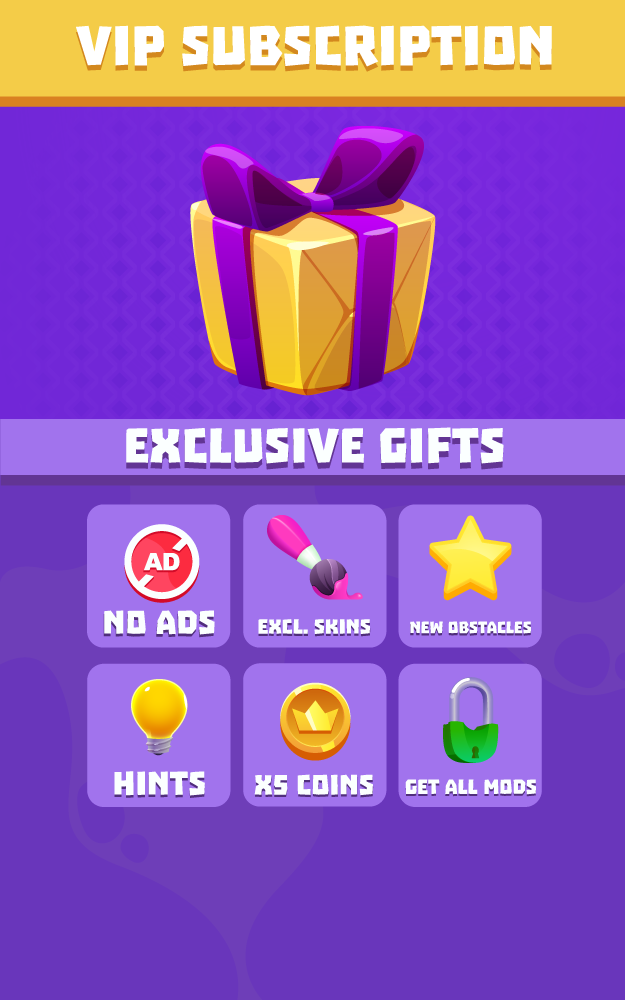 VIP SUBSCRIPTION
EXCLUSIVE GIFTS
AD
NO ADS
EXCL. SKINS
NEW OBSTACLES
HINTS
X5 COINS
GET ALL MODS